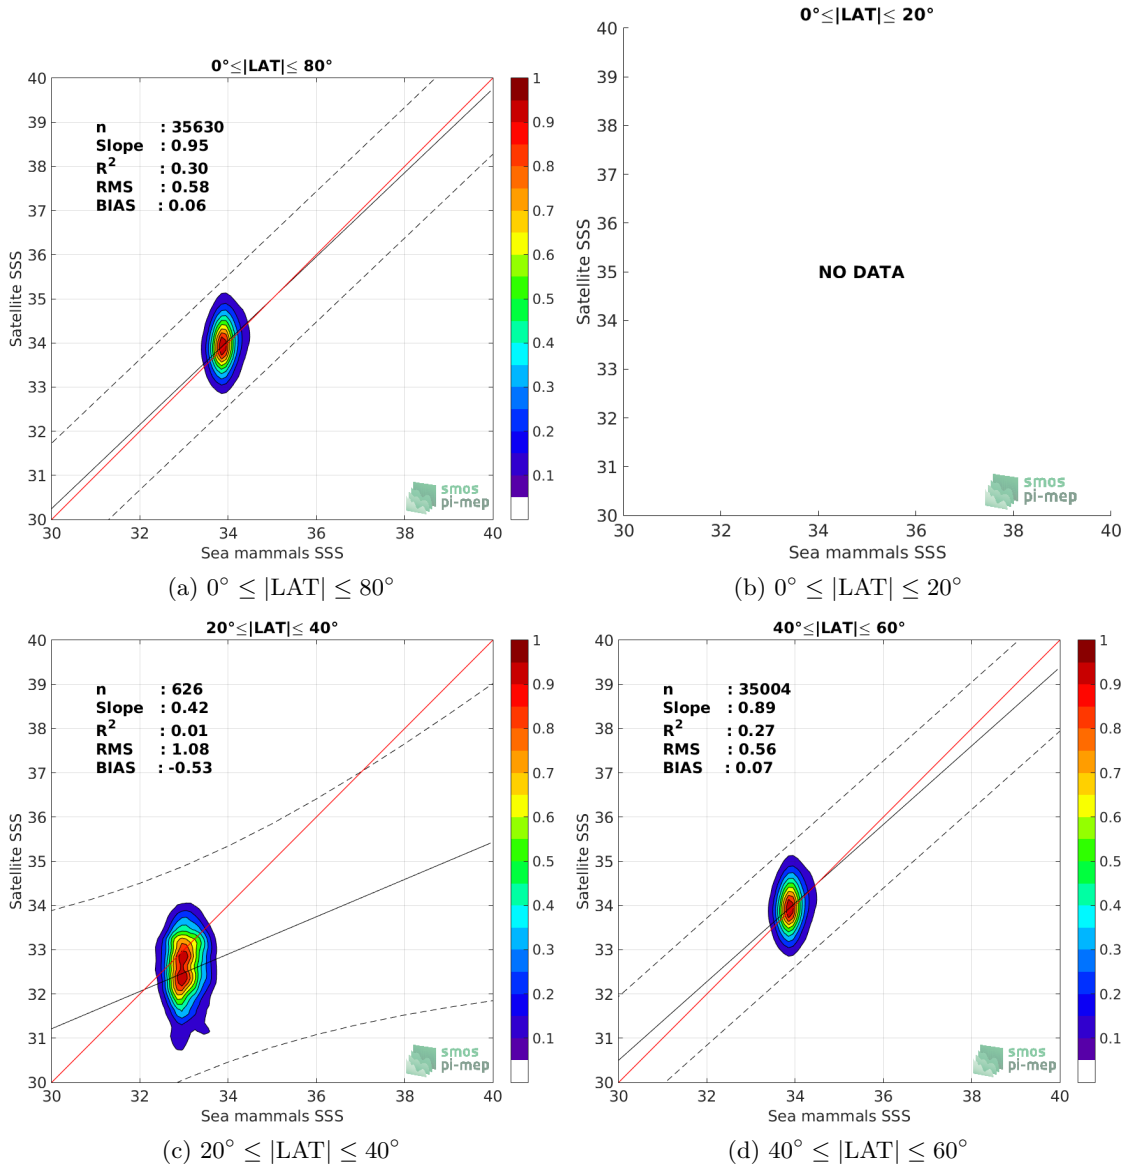 0°≤|LAT|≤ 80°
n : 35630
Slope : 0.95
R² : 0.30
RMS : 0.58
BIAS : 0.06
40
39
38
37
36
35
34
33
32
31
30
30 32 34 36 38 40
Satellite SSS
Sea mammals SSS
1
0.9
0.8
0.7
0.6
0.5
0.4
0.3
0.2
0.1
smos
pi-mep
(a) 0° ≤ |LAT| ≤ 80°
0°≤|LAT|≤ 20°
40
39
38
37
36
35
34
33
32
31
30
NO DATA
30 32 34 36 38 40
Satellite SSS
Sea mammals SSS
smos
pi-mep
(b) 0° ≤ |LAT| ≤ 20°
20°≤|LAT|≤ 40°
n : 626
Slope : 0.42
R² : 0.01
RMS : 1.08
BIAS : -0.53
40
39
38
37
36
35
34
33
32
31
30
30 32 34 36 38 40
Satellite SSS
Sea mammals SSS
1
0.9
0.8
0.7
0.6
0.5
0.4
0.3
0.2
0.1
smos
pi-mep
(c) 20° ≤ |LAT| ≤ 40°
40°≤|LAT|≤ 60°
n : 35004
Slope : 0.89
R² : 0.27
RMS : 0.56
BIAS : 0.07
40
39
38
37
36
35
34
33
32
31
30
30 32 34 36 38 40
Satellite SSS
Sea mammals SSS
1
0.9
0.8
0.7
0.6
0.5
0.4
0.3
0.2
0.1
smos
pi-mep
(d) 40° ≤ |LAT| ≤ 60°